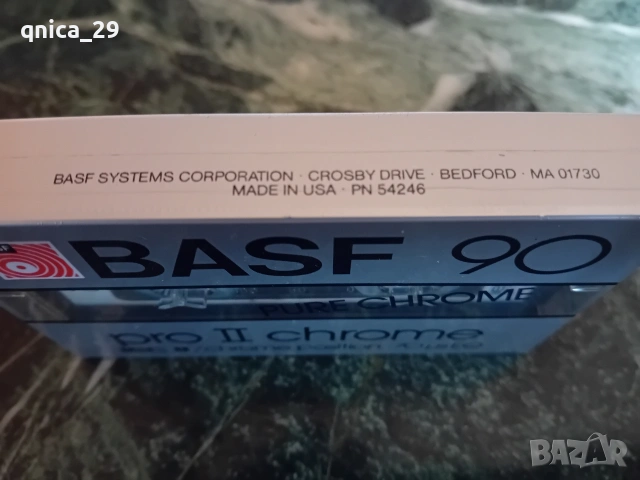 qnica_29
BASF SYSTEMS CORPORATION · CROSBY DRIVE · BEDFORD · MA 01730
MADE IN USA · PN 54246
BASF 90
PURE CHROME
pro II chrome
BAZAR